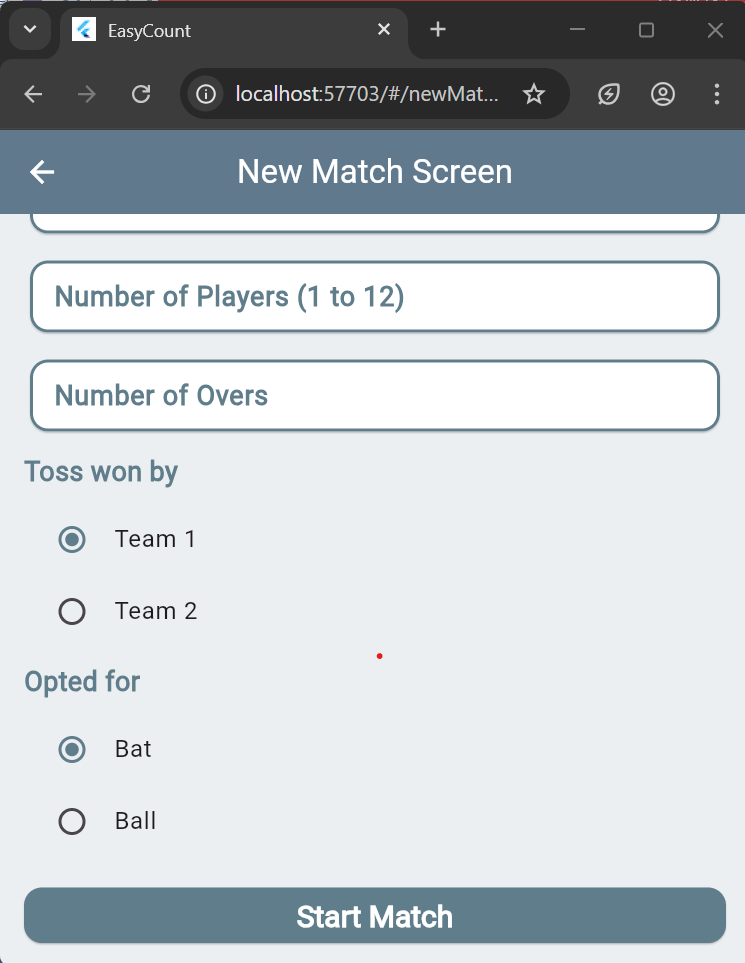 EasyCount
localhost:57703/#/newMat...
New Match Screen
Number of Players (1 to 12)
Number of Overs
Toss won by
Team 1
Team 2
Opted for
Bat
Ball
Start Match